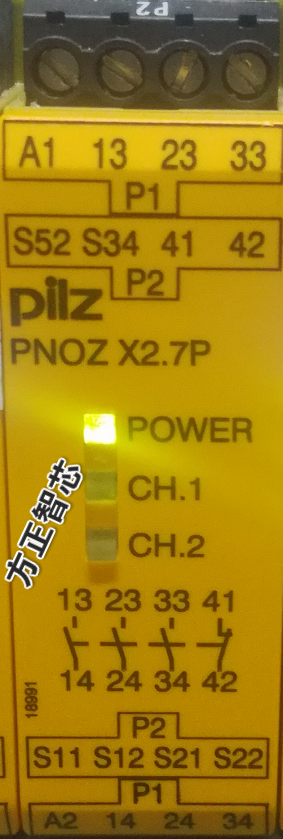 P2
A1 13 23 33
P1
S52 S34 41 42
P2
pilz
PNOZ X2.7P
POWER
CH.1
CH.2
方正智芯
13 23 33 41
14 24 34 42
18991
P2
S11 S12 S21 S22
P1
A2 14 24 34